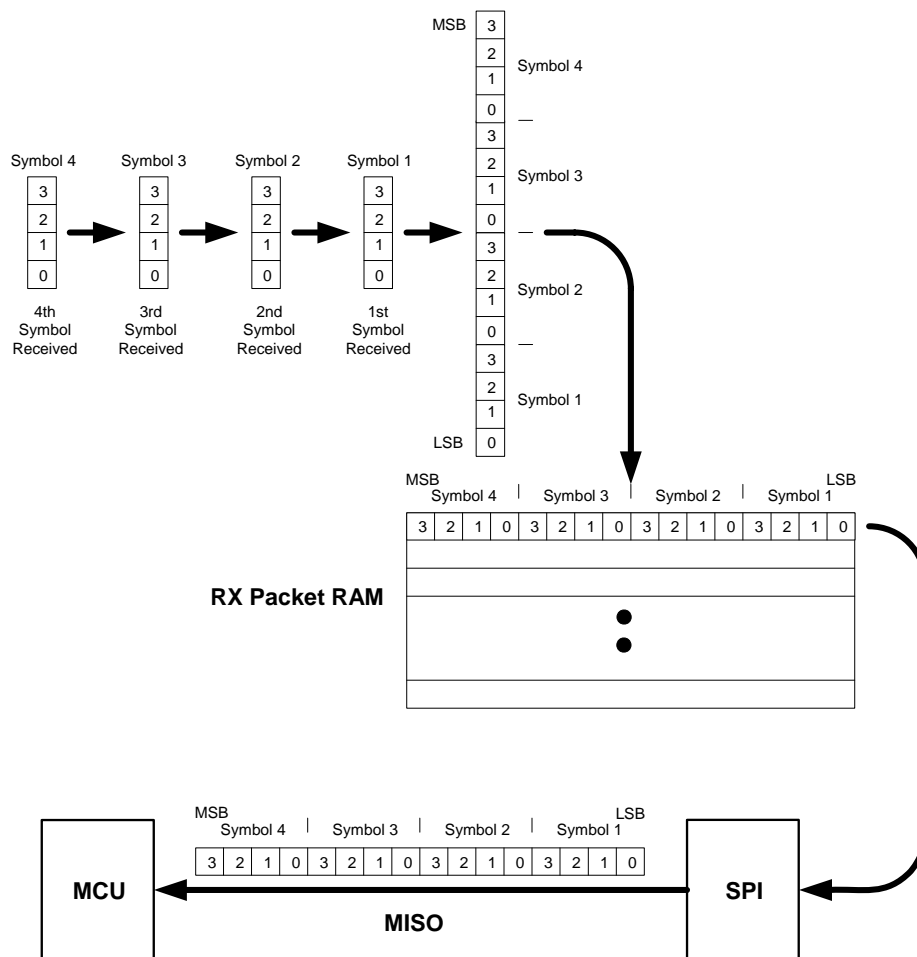 MSB
3
2
1
0
Symbol 4
3
2
1
0
Symbol 3
3
2
1
0
Symbol 2
3
2
1
0
Symbol 1
LSB
Symbol 4
Symbol 3
Symbol 2
Symbol 1
3
3
3
3
2
2
2
2
1
1
1
1
0
0
0
0
4th
Symbol
Received
3rd
Symbol
Received
2nd
Symbol
Received
1st
Symbol
Received
MSB
LSB
Symbol 4
Symbol 3
Symbol 2
Symbol 1
3 2 1 0 3 2 1 0 3 2 1 0 3 2 1 0
RX Packet RAM
MSB
LSB
Symbol 4
Symbol 3
Symbol 2
Symbol 1
3 2 1 0 3 2 1 0 3 2 1 0 3 2 1 0
MCU
MISO
SPI